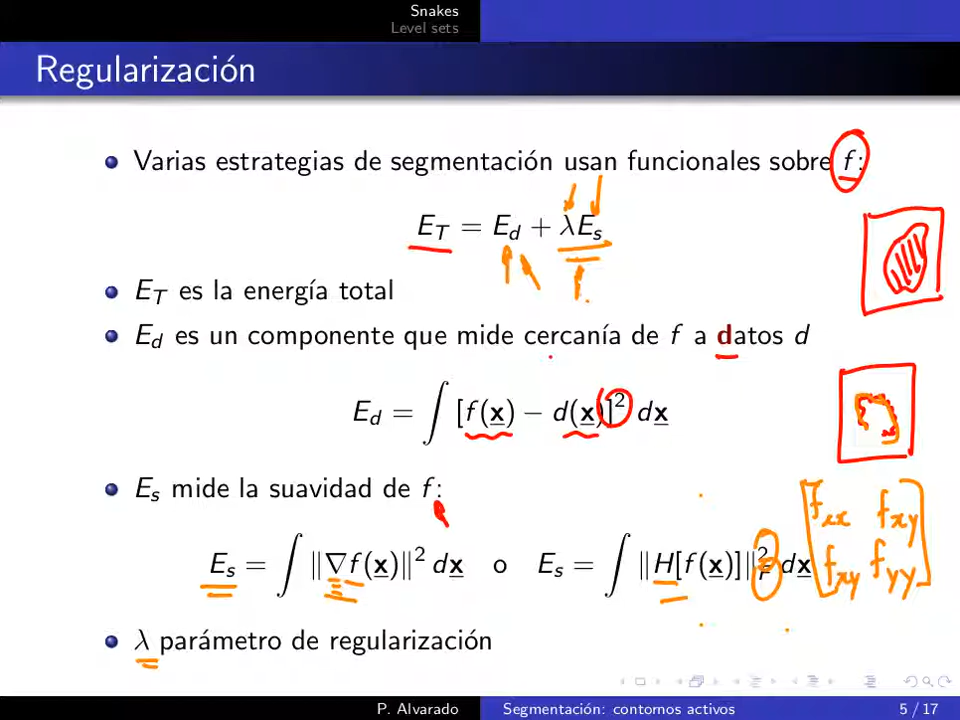 Snakes
Level sets
Regularización
Varias estrategias de segmentación usan funcionales sobre f:
E_T = E_d + λE_s
E_T es la energía total
E_d es un componente que mide cercanía de f a datos d
E_d = ∫ [f(x) − d(x)]² dx
E_s mide la suavidad de f:
E_s = ∫ ‖∇f(x)‖² dx o E_s = ∫ ‖H[f(x)]‖²_F dx
f_xx f_xy
f_xy f_yy
λ parámetro de regularización
P. Alvarado Segmentación: contornos activos 5 / 17